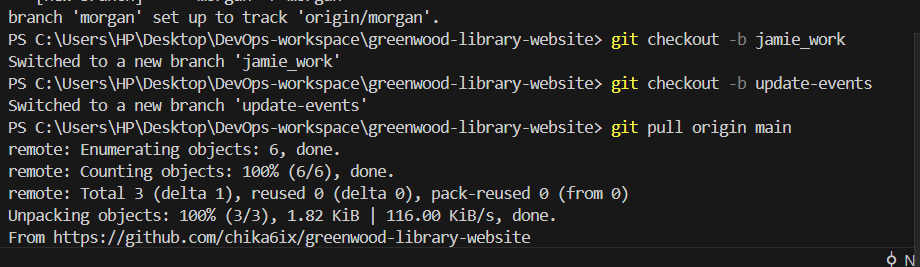 branch 'morgan' set up to track 'origin/morgan'.
PS C:\Users\HP\Desktop\DevOps-workspace\greenwood-library-website> git checkout -b jamie_work
Switched to a new branch 'jamie_work'
PS C:\Users\HP\Desktop\DevOps-workspace\greenwood-library-website> git checkout -b update-events
Switched to a new branch 'update-events'
PS C:\Users\HP\Desktop\DevOps-workspace\greenwood-library-website> git pull origin main
remote: Enumerating objects: 6, done.
remote: Counting objects: 100% (6/6), done.
remote: Total 3 (delta 1), reused 0 (delta 0), pack-reused 0 (from 0)
Unpacking objects: 100% (3/3), 1.82 KiB | 116.00 KiB/s, done.
From https://github.com/chika6ix/greenwood-library-website